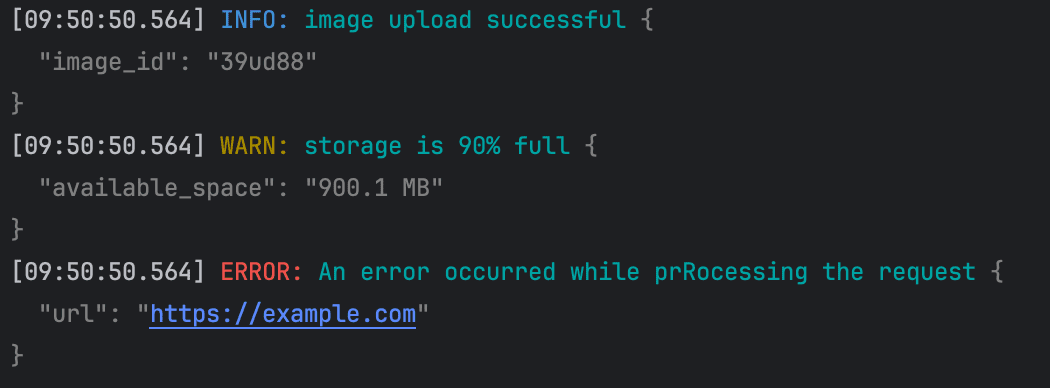 [09:50:50.564] INFO: image upload successful {
  "image_id": "39ud88"
}
[09:50:50.564] WARN: storage is 90% full {
  "available_space": "900.1 MB"
}
[09:50:50.564] ERROR: An error occurred while prRocessing the request {
  "url": "https://example.com"
}